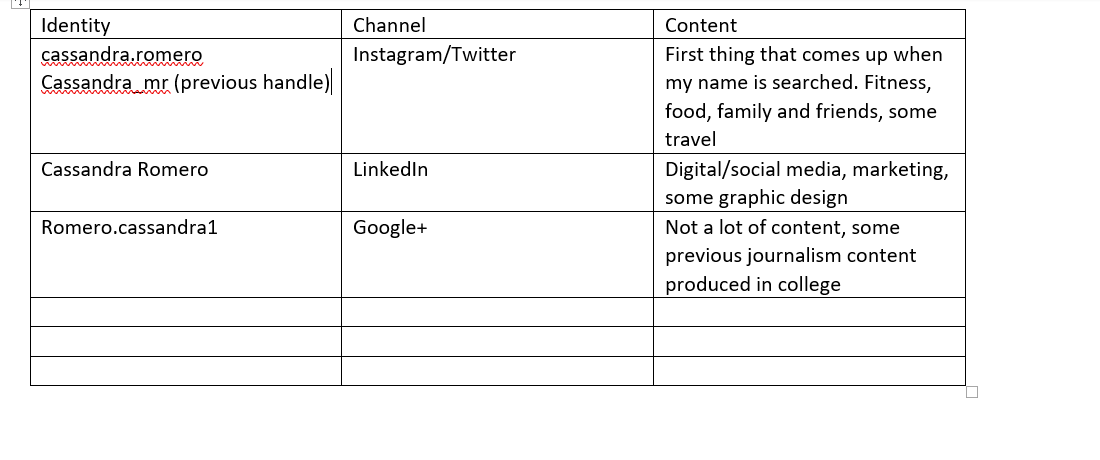 Identity Channel Content
cassandra.romero Instagram/Twitter First thing that comes up when
Cassandra_mr (previous handle) my name is searched. Fitness,
food, family and friends, some
travel
Cassandra Romero LinkedIn Digital/social media, marketing,
some graphic design
Romero.cassandra1 Google+ Not a lot of content, some
previous journalism content
produced in college